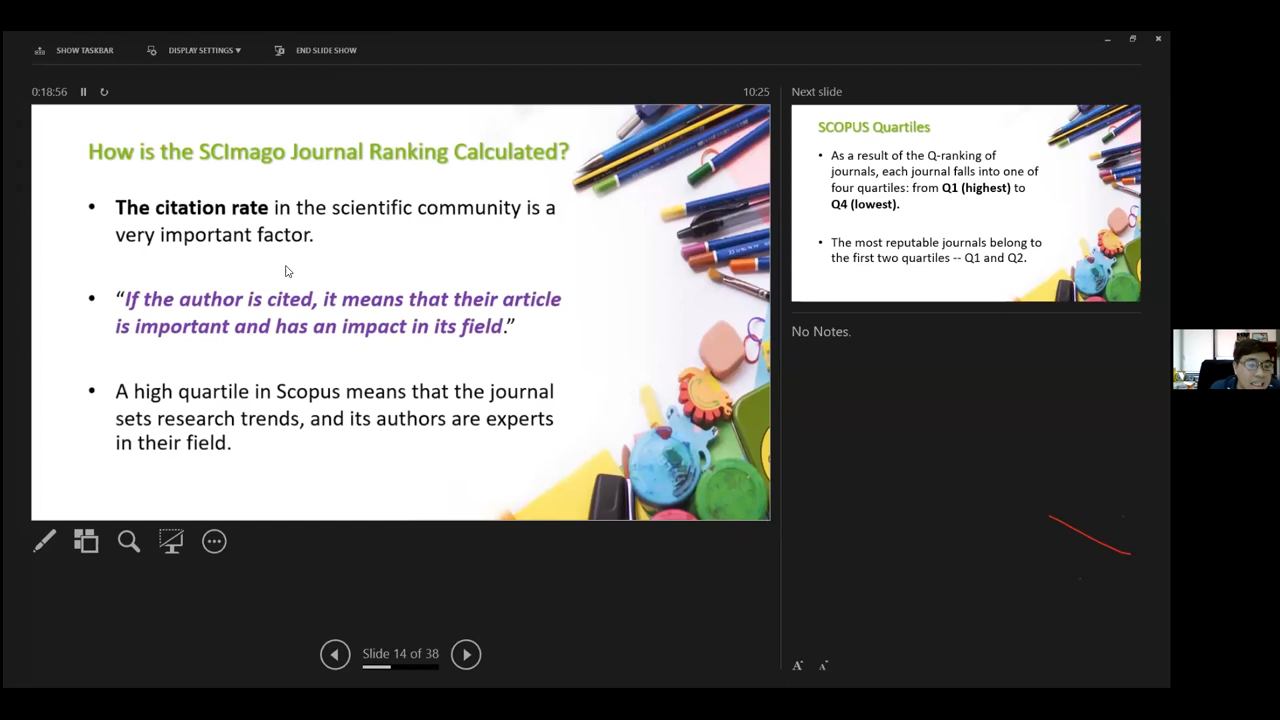 SHOW TASKBAR
DISPLAY SETTINGS ▼
END SLIDE SHOW
0:18:56
10:25
How is the SCImago Journal Ranking Calculated?
• The citation rate in the scientific community is a
very important factor.
• “If the author is cited, it means that their article
is important and has an impact in its field.”
• A high quartile in Scopus means that the journal
sets research trends, and its authors are experts
in their field.
Slide 14 of 38
Next slide
SCOPUS Quartiles
• As a result of the Q-ranking of
journals, each journal falls into one of
four quartiles: from Q1 (highest) to
Q4 (lowest).
• The most reputable journals belong to
the first two quartiles -- Q1 and Q2.
No Notes.
A A